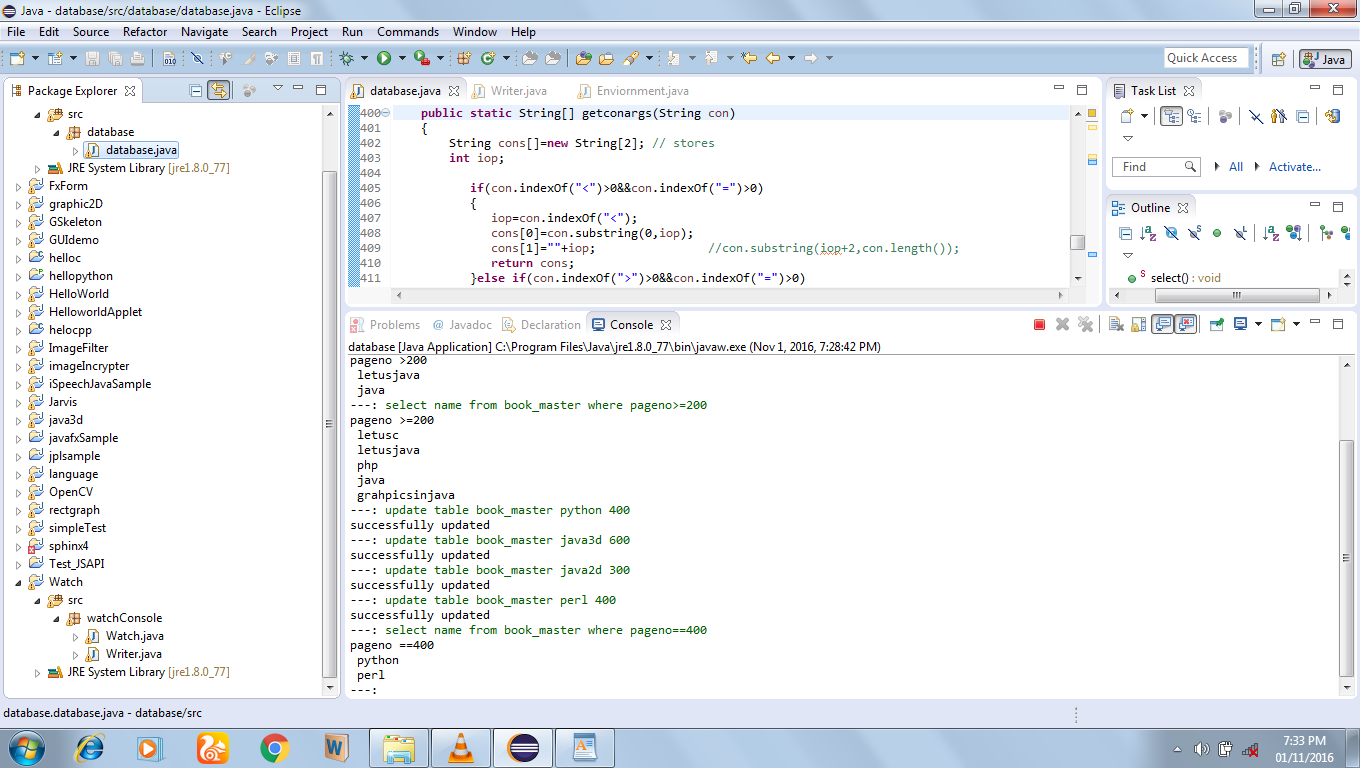 Java - database/src/database/database.java - Eclipse
File Edit Source Refactor Navigate Search Project Run Commands Window Help
Quick Access
Java
Package Explorer
src
database
database.java
JRE System Library [jre1.8.0_77]
FxForm
graphic2D
GSkeleton
GUIdemo
helloc
hellopython
HelloWorld
HelloworldApplet
helocpp
ImageFilter
imageIncrypter
iSpeechJavaSample
Jarvis
java3d
javafxSample
jplsample
language
OpenCV
rectgraph
simpleTest
sphinx4
Test_JSAPI
Watch
src
watchConsole
Watch.java
Writer.java
JRE System Library [jre1.8.0_77]
database.java Writer.java Enviornment.java
400 public static String[] getconargs(String con)
401 {
402 String cons[]=new String[2]; // stores
403 int iop;
404
405 if(con.indexOf("<")>0&&con.indexOf("=")>0)
406 {
407 iop=con.indexOf("<");
408 cons[0]=con.substring(0,iop);
409 cons[1]=""+iop; //con.substring(iop+2,con.length());
410 return cons;
411 }else if(con.indexOf(">")>0&&con.indexOf("=")>0)
Task List
Find All Activate...
Outline
select() : void
Problems @ Javadoc Declaration Console
database [Java Application] C:\Program Files\Java\jre1.8.0_77\bin\javaw.exe (Nov 1, 2016, 7:28:42 PM)
pageno >200
letusjava
java
---: select name from book_master where pageno>=200
pageno >=200
letusc
letusjava
php
java
grahpicsinjava
---: update table book_master python 400
successfully updated
---: update table book_master java3d 600
successfully updated
---: update table book_master java2d 300
successfully updated
---: update table book_master perl 400
successfully updated
---: select name from book_master where pageno==400
pageno ==400
python
perl
---:
database.database.java - database/src
7:33 PM
01/11/2016